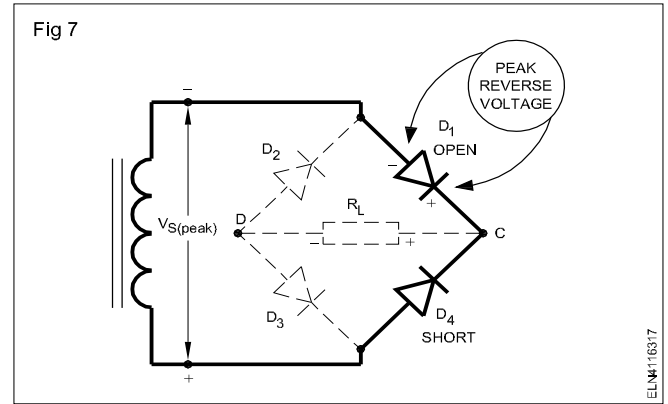 Fig 7
PEAK
REVERSE
VOLTAGE
–
D1
OPEN
–
+
D2
VS(peak)
D
RL
–
+
C
D3
D4
SHORT
+
ELN4116317